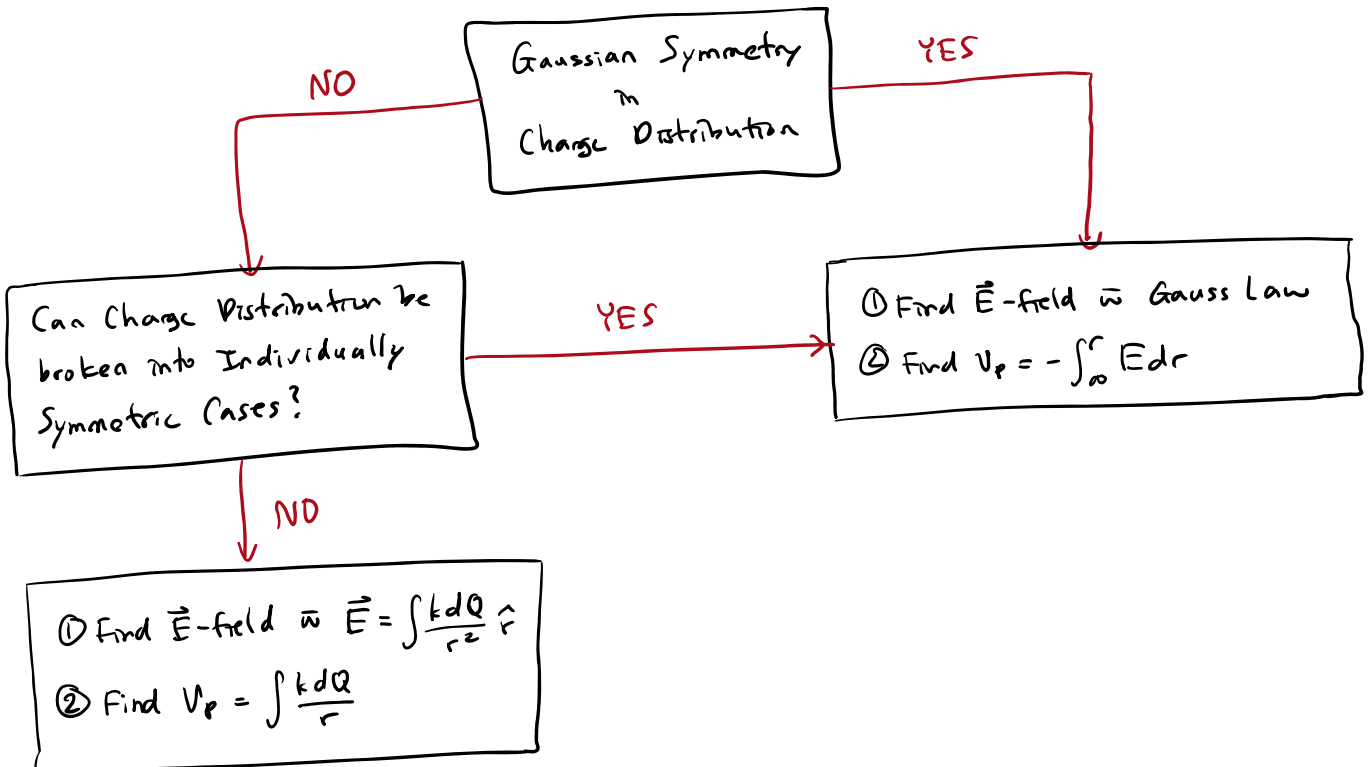 Gaussian Symmetry
in
Charge Distribution
NO
YES
Can Charge Distribution be
broken into Individually
Symmetric Cases?
YES
① Find E⃗-field w̄ Gauss Law
② Find Vₚ = -∫_∞^r E dr
NO
① Find E⃗-field w̄ E⃗ = ∫ kdQ/r² r̂
② Find Vₚ = ∫ kdQ/r